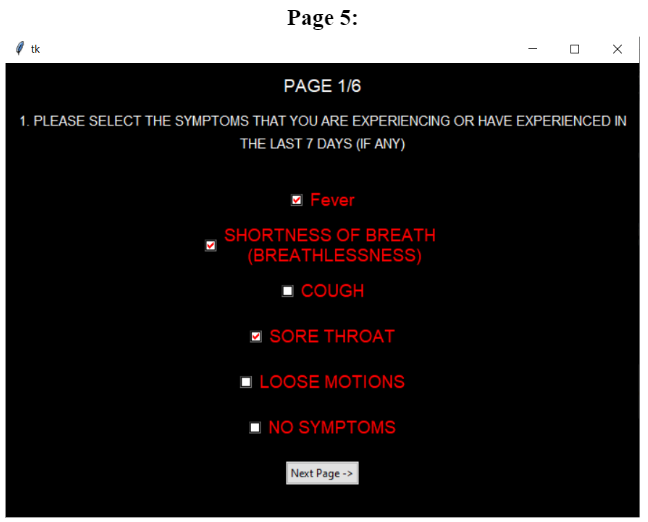 Page 5:
tk
PAGE 1/6
1. PLEASE SELECT THE SYMPTOMS THAT YOU ARE EXPERIENCING OR HAVE EXPERIENCED IN
THE LAST 7 DAYS (IF ANY)
Fever
SHORTNESS OF BREATH
(BREATHLESSNESS)
COUGH
SORE THROAT
LOOSE MOTIONS
NO SYMPTOMS
Next Page ->